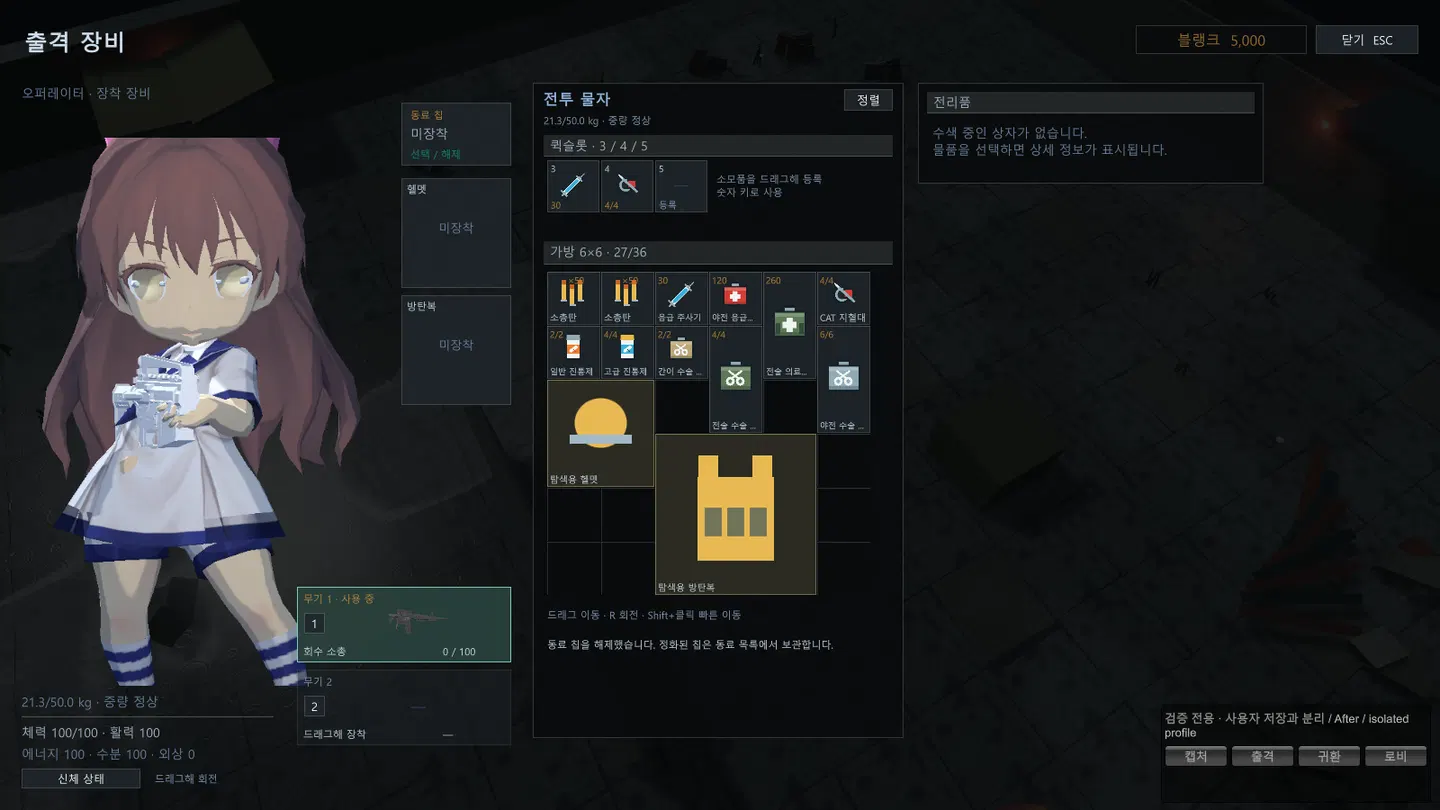 출격 장비
블랭크 5,000
닫기 ESC
오퍼레이터 · 장착 장비
동료 칩
미장착
선택 / 해제
헬멧
미장착
방탄복
미장착
무기 1 · 사용 중
1
회수 소총
0 / 100
무기 2
2
드래그해 장착
21.3/50.0 kg · 중량 정상
체력 100/100 · 활력 100
에너지 100 · 수분 100 · 외상 0
신체 상태
드래그해 회전
전투 물자
정렬
21.3/50.0 kg · 중량 정상
퀵슬롯 · 3 / 4 / 5
3
30
4
4/4
5
등록
소모품을 드래그해 등록
숫자 키로 사용
가방 6×6 · 27/36
×50
소총탄
×50
소총탄
30
응급 주사기
120
야전 응급...
260
전술 의료...
4/4
CAT 지혈대
2/2
일반 진통제
4/4
고급 진통제
2/2
간이 수술 ...
4/4
전술 수술 ...
6/6
야전 수술 ...
탐색용 헬멧
탐색용 방탄복
드래그 이동 · R 회전 · Shift+클릭 빠른 이동
동료 칩을 해제했습니다. 정화된 칩은 동료 목록에서 보관합니다.
전리품
수색 중인 상자가 없습니다.
물품을 선택하면 상세 정보가 표시됩니다.
검증 전용 · 사용자 저장과 분리 / After / isolated
profile
캡처
출격
귀환
로비